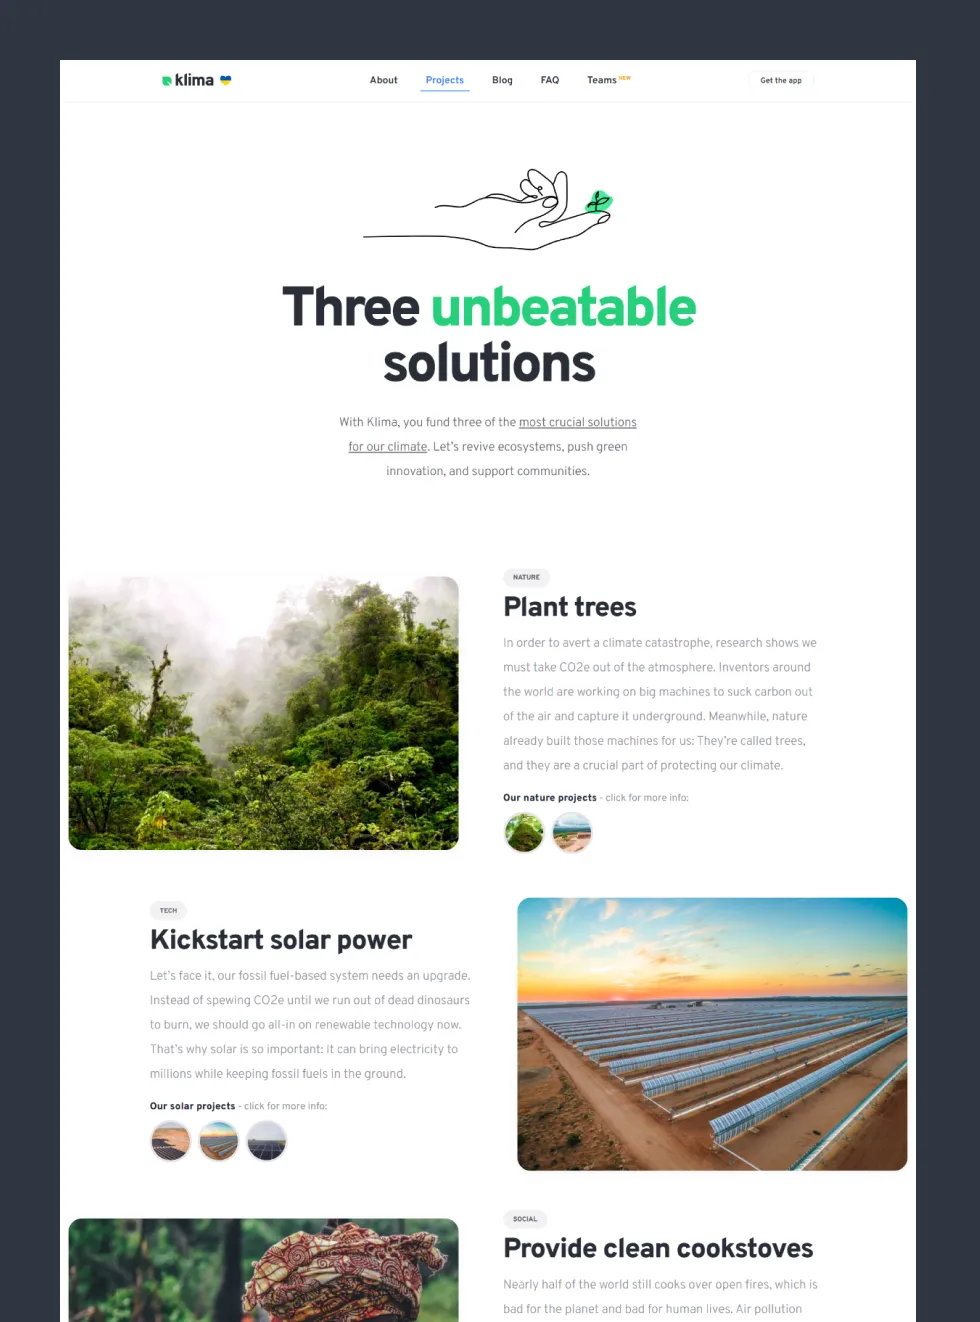 klima
About
Projects
Blog
FAQ
Teams NEW
Get the app
Three unbeatable
solutions
With Klima, you fund three of the most crucial solutions
for our climate. Let's revive ecosystems, push green
innovation, and support communities.
NATURE
Plant trees
In order to avert a climate catastrophe, research shows we
must take CO2e out of the atmosphere. Inventors around
the world are working on big machines to suck carbon out
of the air and capture it underground. Meanwhile, nature
already built those machines for us: They're called trees,
and they are a crucial part of protecting our climate.
Our nature projects - click for more info:
TECH
Kickstart solar power
Let's face it, our fossil fuel-based system needs an upgrade.
Instead of spewing CO2e until we run out of dead dinosaurs
to burn, we should go all-in on renewable technology now.
That's why solar is so important: it can bring electricity to
millions while keeping fossil fuels in the ground.
Our solar projects - click for more info:
SOCIAL
Provide clean cookstoves
Nearly half of the world still cooks over open fires, which is
bad for the planet and bad for human lives. Air pollution